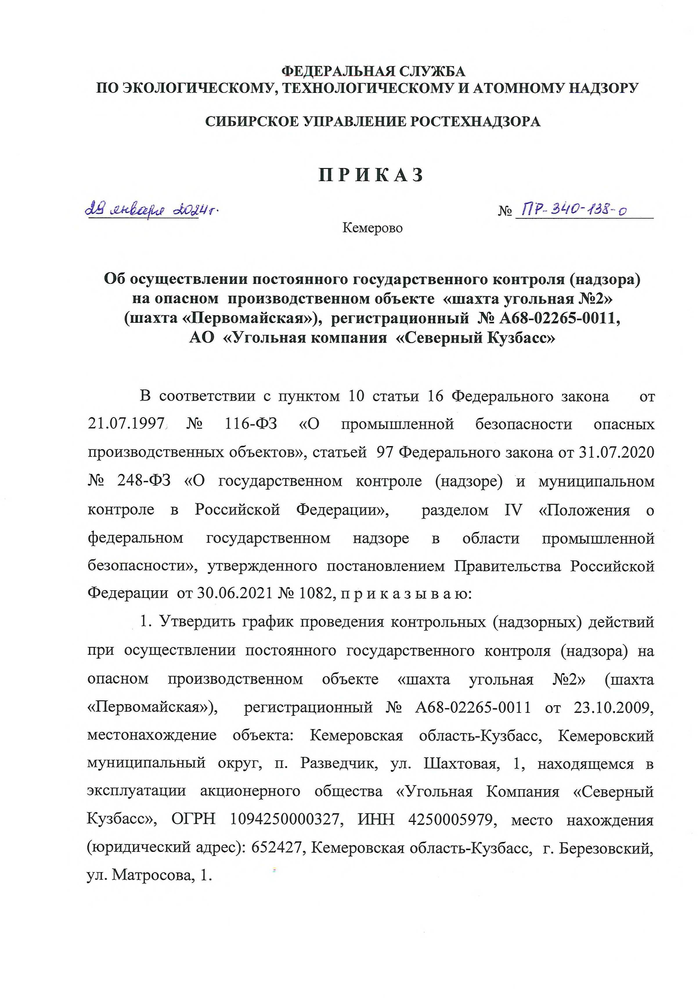 ФЕДЕРАЛЬНАЯ СЛУЖБА
ПО ЭКОЛОГИЧЕСКОМУ, ТЕХНОЛОГИЧЕСКОМУ И АТОМНОМУ НАДЗОРУ
СИБИРСКОЕ УПРАВЛЕНИЕ РОСТЕХНАДЗОРА
П Р И К А З
29 января 2024г. № ПР-340-138-о
Кемерово
Об осуществлении постоянного государственного контроля (надзора)
на опасном производственном объекте «шахта угольная №2»
(шахта «Первомайская»), регистрационный № А68-02265-0011,
АО «Угольная компания «Северный Кузбасс»
В соответствии с пунктом 10 статьи 16 Федерального закона от
21.07.1997 № 116-ФЗ «О промышленной безопасности опасных
производственных объектов», статьей 97 Федерального закона от 31.07.2020
№ 248-ФЗ «О государственном контроле (надзоре) и муниципальном
контроле в Российской Федерации», разделом IV «Положения о
федеральном государственном надзоре в области промышленной
безопасности», утвержденного постановлением Правительства Российской
Федерации от 30.06.2021 № 1082, п р и к а з ы в а ю:
1. Утвердить график проведения контрольных (надзорных) действий
при осуществлении постоянного государственного контроля (надзора) на
опасном производственном объекте «шахта угольная №2» (шахта
«Первомайская»), регистрационный № А68-02265-0011 от 23.10.2009,
местонахождение объекта: Кемеровская область-Кузбасс, Кемеровский
муниципальный округ, п. Разведчик, ул. Шахтовая, 1, находящемся в
эксплуатации акционерного общества «Угольная Компания «Северный
Кузбасс», ОГРН 1094250000327, ИНН 4250005979, место нахождения
(юридический адрес): 652427, Кемеровская область-Кузбасс, г. Березовский,
ул. Матросова, 1.